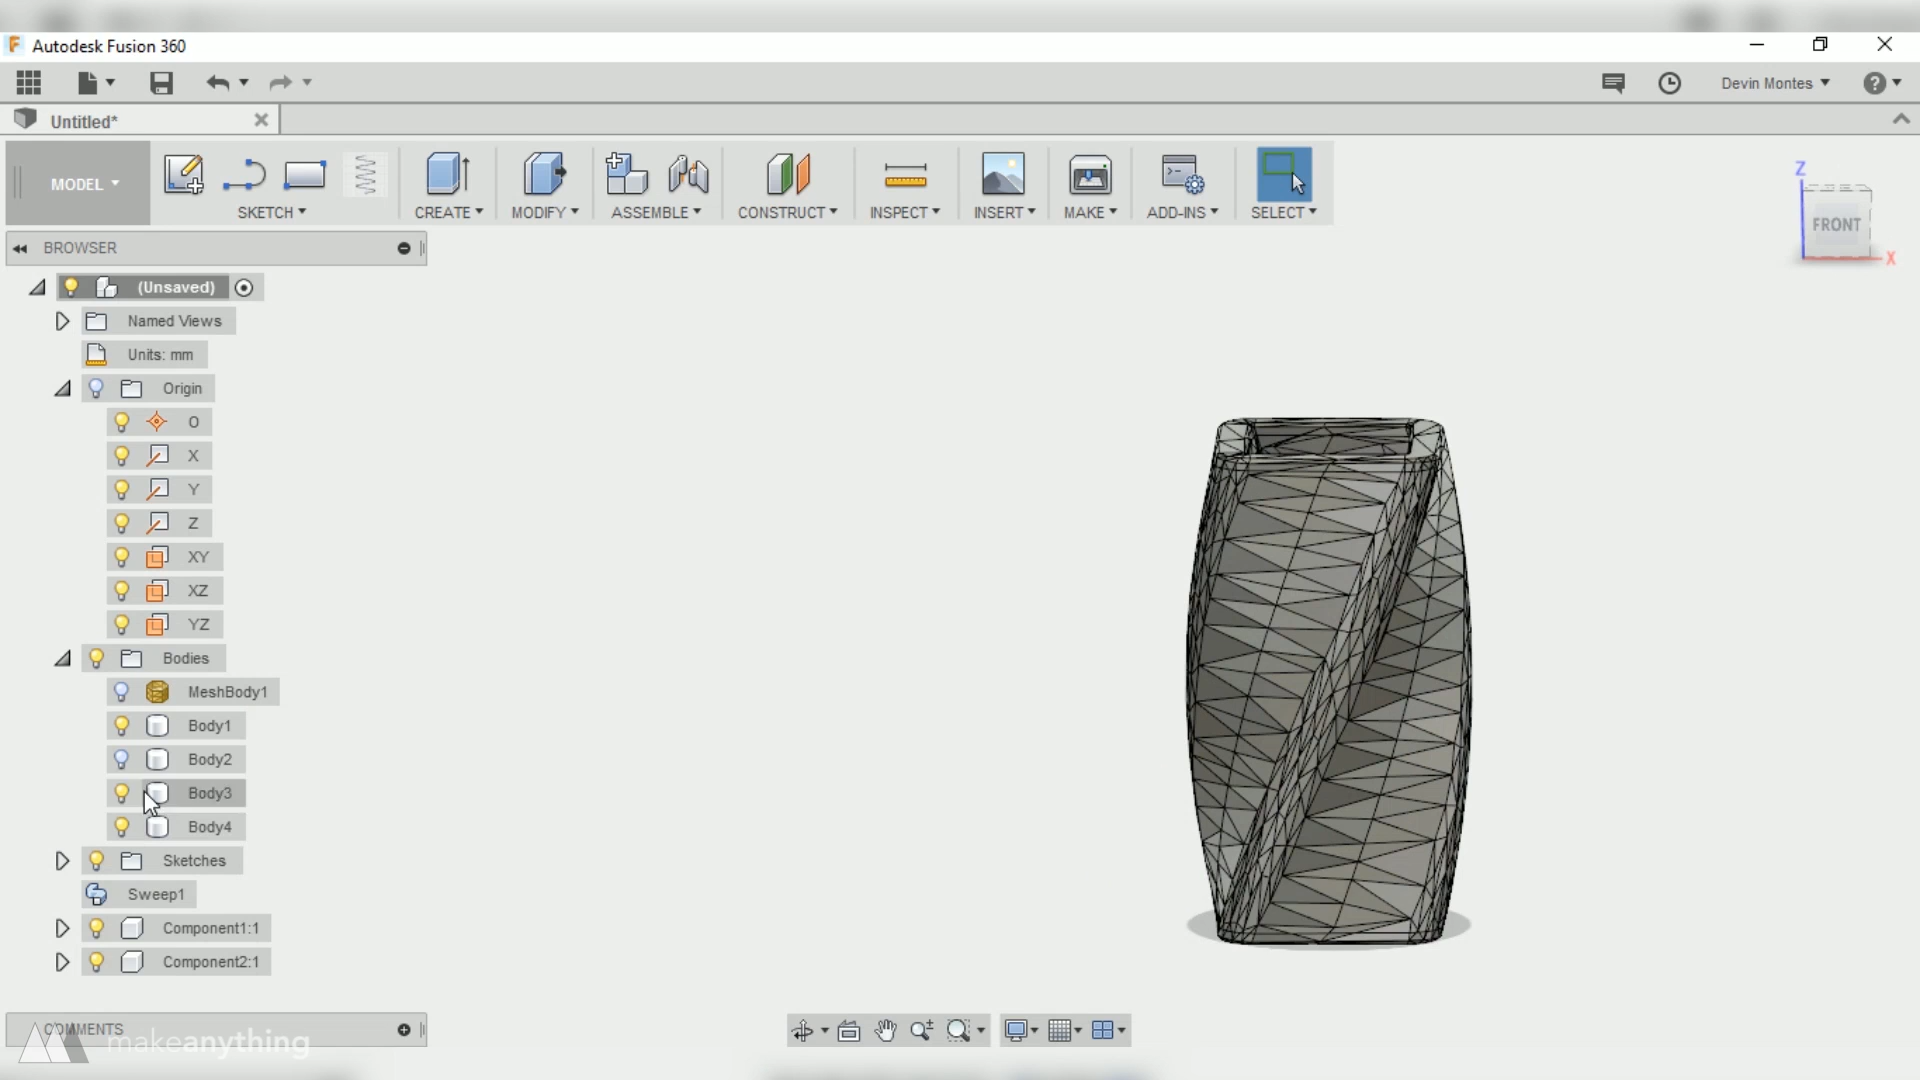 Autodesk Fusion 360
Devin Montes
Untitled*
MODEL
SKETCH
CREATE
MODIFY
ASSEMBLE
CONSTRUCT
INSPECT
INSERT
MAKE
ADD-INS
SELECT
Z
FRONT
X
BROWSER
(Unsaved)
Named Views
Units: mm
Origin
O
X
Y
Z
XY
XZ
YZ
Bodies
MeshBody1
Body1
Body2
Body3
Body4
Sketches
Sweep1
Component1:1
Component2:1
COMMENTS
makeanything